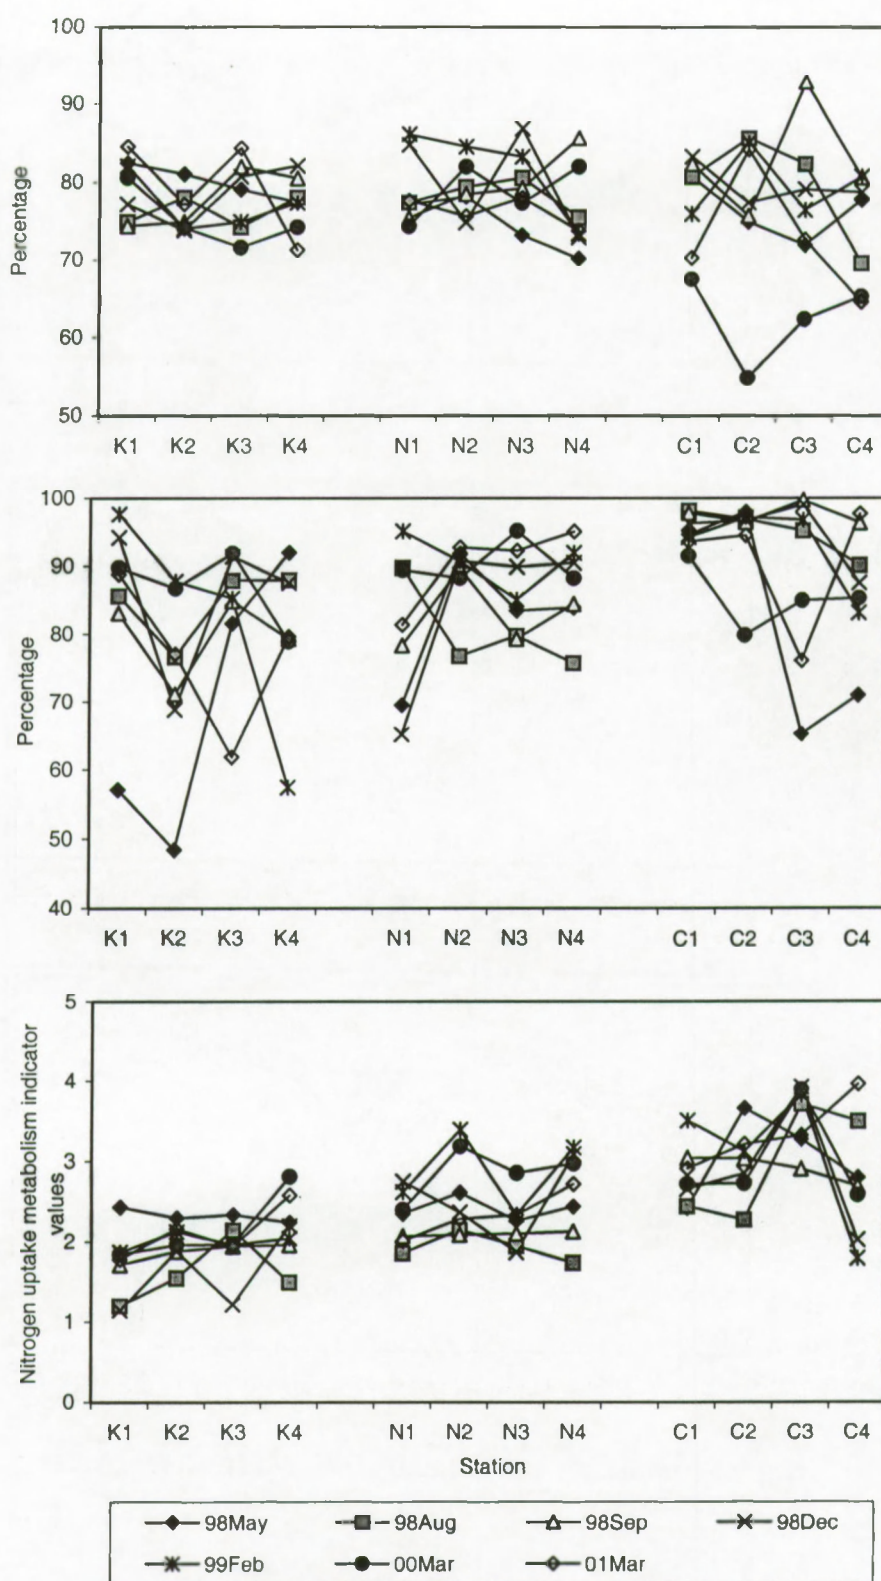 100
90
80
70
60
50
Percentage
K1 K2 K3 K4 N1 N2 N3 N4 C1 C2 C3 C4
100
90
80
70
60
50
40
Percentage
K1 K2 K3 K4 N1 N2 N3 N4 C1 C2 C3 C4
5
4
3
2
1
0
Nitrogen uptake metabolism indicator
values
K1 K2 K3 K4 N1 N2 N3 N4 C1 C2 C3 C4
Station
98May 98Aug 98Sep 98Dec
99Feb 00Mar 01Mar